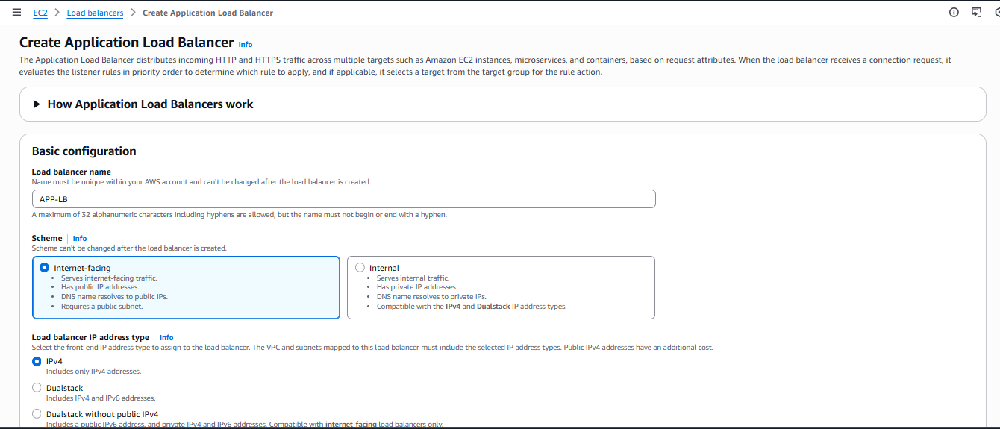 EC2 > Load balancers > Create Application Load Balancer
Create Application Load Balancer Info
The Application Load Balancer distributes incoming HTTP and HTTPS traffic across multiple targets such as Amazon EC2 instances, microservices, and containers, based on request attributes. When the load balancer receives a connection request, it
evaluates the listener rules in priority order to determine which rule to apply, and if applicable, it selects a target from the target group for the rule action.
How Application Load Balancers work
Basic configuration
Load balancer name
Name must be unique within your AWS account and can't be changed after the load balancer is created.
APP-LB
A maximum of 32 alphanumeric characters including hyphens are allowed, but the name must not begin or end with a hyphen.
Scheme | Info
Scheme can't be changed after the load balancer is created.
Internet-facing
• Serves internet-facing traffic.
• Has public IP addresses.
• DNS name resolves to public IPs.
• Requires a public subnet.
Internal
• Serves internal traffic.
• Has private IP addresses.
• DNS name resolves to private IPs.
• Compatible with the IPv4 and Dualstack IP address types.
Load balancer IP address type | Info
Select the front-end IP address type to assign to the load balancer. The VPC and subnets mapped to this load balancer must include the selected IP address types. Public IPv4 addresses have an additional cost.
IPv4
Includes only IPv4 addresses.
Dualstack
Includes IPv4 and IPv6 addresses.
Dualstack without public IPv4
Includes a public IPv6 address, and private IPv4 and IPv6 addresses. Compatible with internet-facing load balancers only.